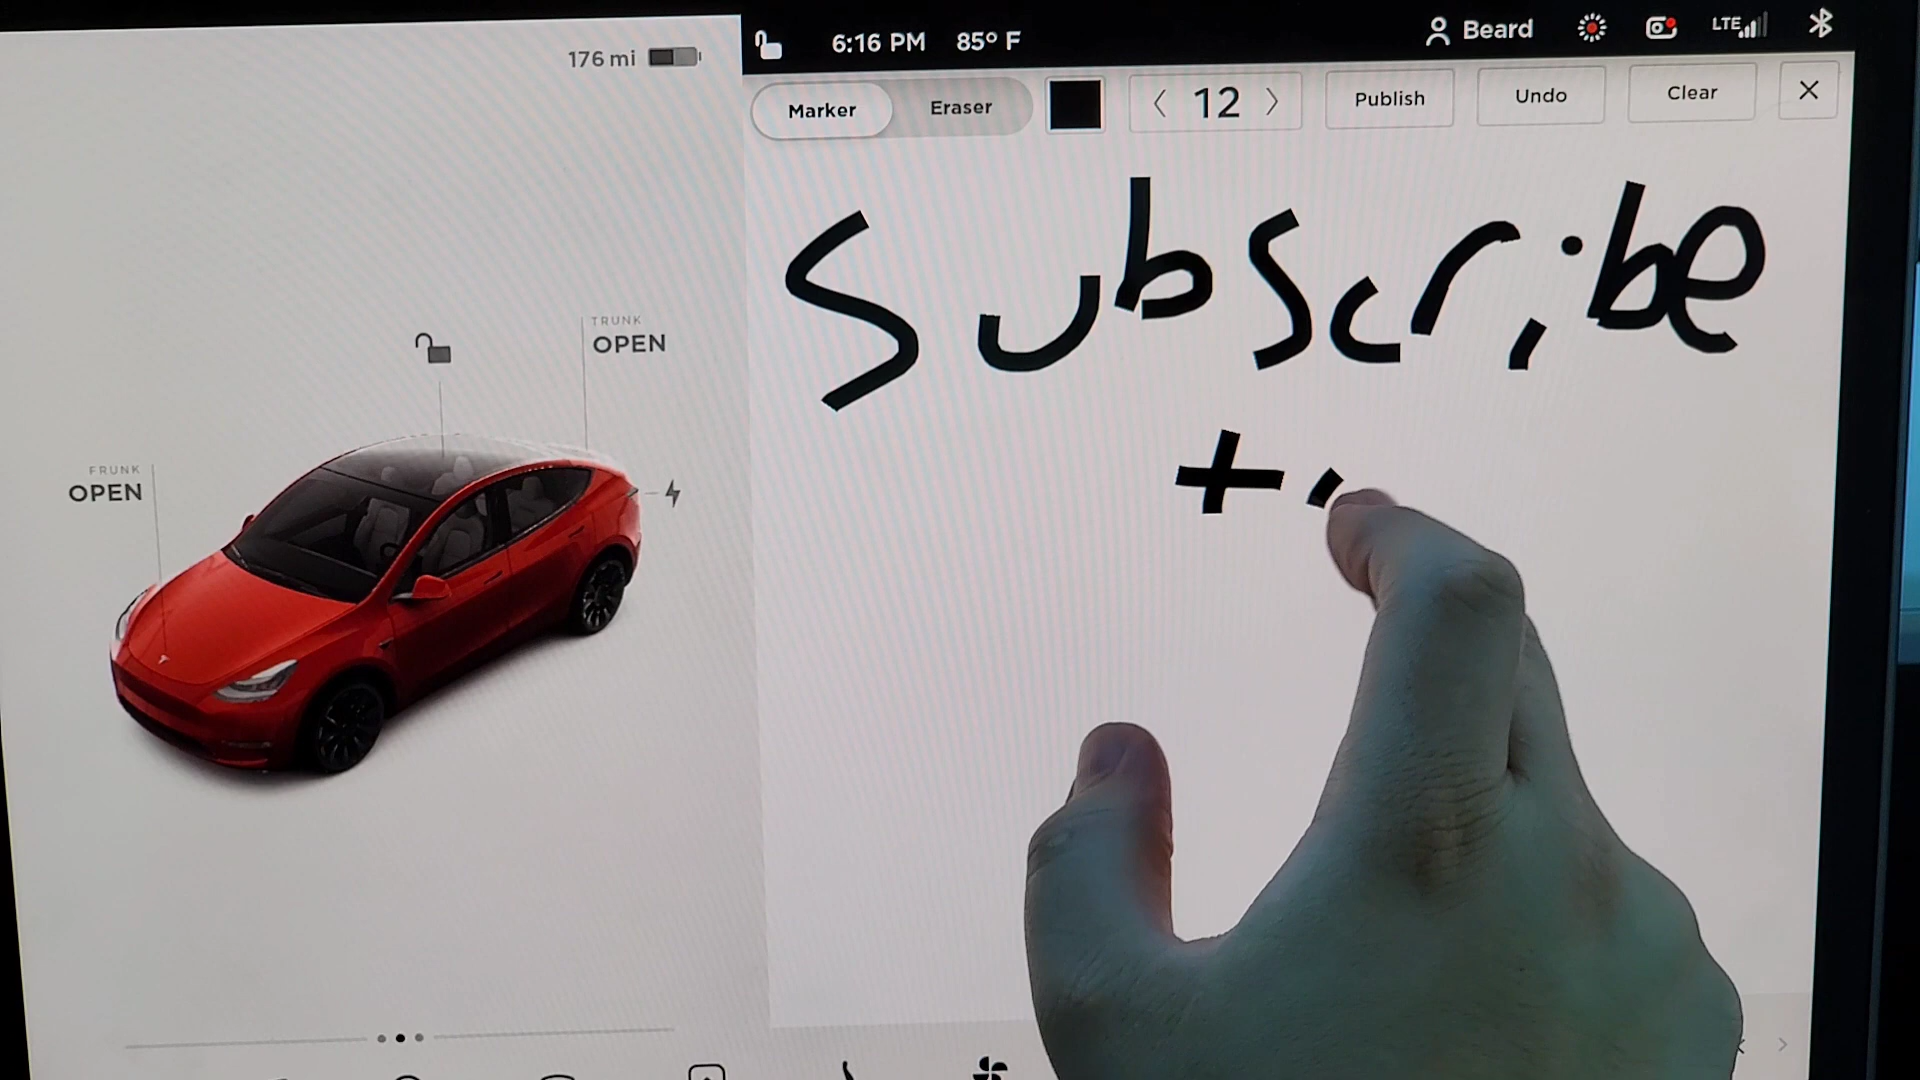 176 mi
6:16 PM 85° F Beard LTE
Marker Eraser 12 Publish Undo Clear
Subscribe
TRUNK
OPEN
FRUNK
OPEN